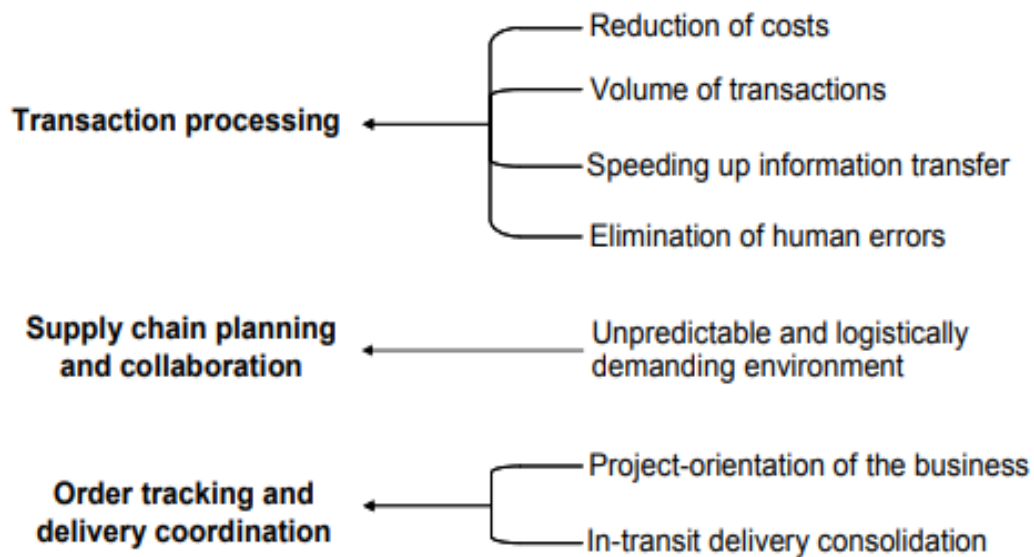 Reduction of costs
Volume of transactions
Transaction processing
Speeding up information transfer
Elimination of human errors
Supply chain planning
and collaboration
Unpredictable and logistically
demanding environment
Order tracking and
delivery coordination
Project-orientation of the business
In-transit delivery consolidation